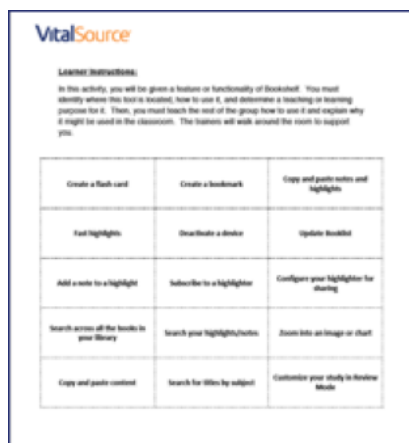 VitalSource
Learner Instructions:
In this activity, you will be given a feature or functionality of Bookshelf. You must
identify where this tool is located, how to use it, and determine a teaching or learning
purpose for it. Then, you must teach the rest of the group how to use it and explain why
it might be used in the classroom. The trainers will walk around the room to support
you.
Create a flash card
Create a bookmark
Copy and paste notes and
highlights
Fast highlights
Deactivate a device
Update Booklist
Add a note to a highlight
Subscribe to a highlighter
Configure your highlighter for
sharing
Search across all the books in
your library
Search your highlights/notes
Zoom into an image or chart
Copy and paste content
Search for titles by subject
Customize your study in Review
Mode